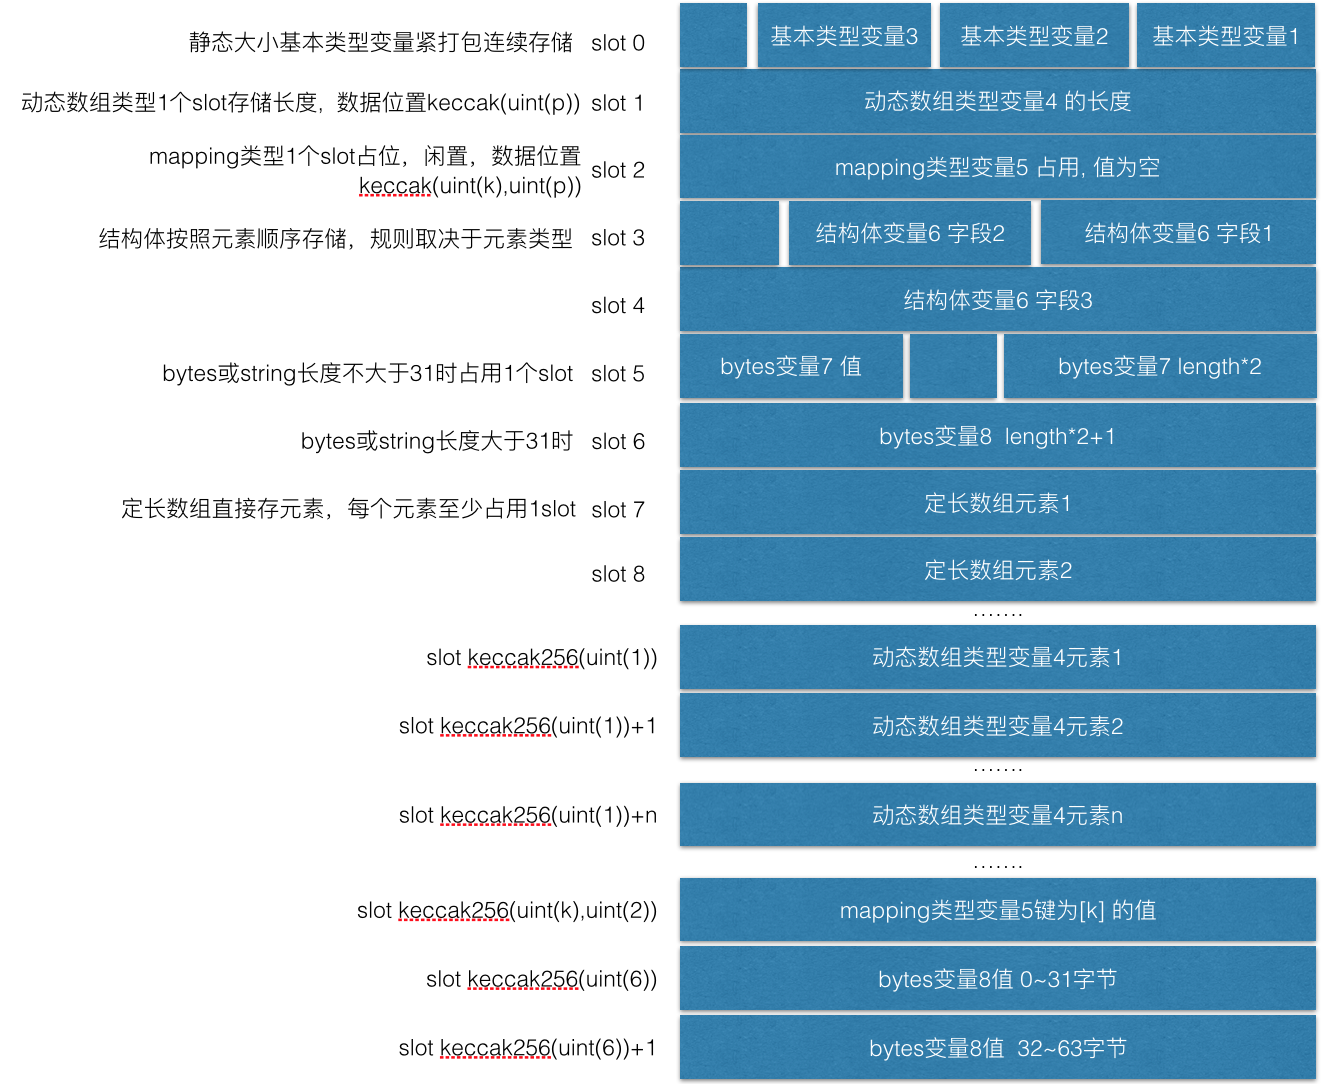 静态大小基本类型变量紧打包连续存储 slot 0 基本类型变量3 基本类型变量2 基本类型变量1
动态数组类型1个slot存储长度，数据位置keccak(uint(p)) slot 1 动态数组类型变量4 的长度
mapping类型1个slot占位，闲置，数据位置
keccak(uint(k),uint(p)) slot 2 mapping类型变量5 占用, 值为空
结构体按照元素顺序存储，规则取决于元素类型 slot 3 结构体变量6 字段2 结构体变量6 字段1
slot 4 结构体变量6 字段3
bytes或string长度不大于31时占用1个slot slot 5 bytes变量7 值 bytes变量7 length*2
bytes或string长度大于31时 slot 6 bytes变量8 length*2+1
定长数组直接存元素，每个元素至少占用1slot slot 7 定长数组元素1
slot 8 定长数组元素2
.......
slot keccak256(uint(1)) 动态数组类型变量4元素1
slot keccak256(uint(1))+1 动态数组类型变量4元素2
.......
slot keccak256(uint(1))+n 动态数组类型变量4元素n
.......
slot keccak256(uint(k),uint(2)) mapping类型变量5键为[k] 的值
slot keccak256(uint(6)) bytes变量8值 0~31字节
slot keccak256(uint(6))+1 bytes变量8值 32~63字节